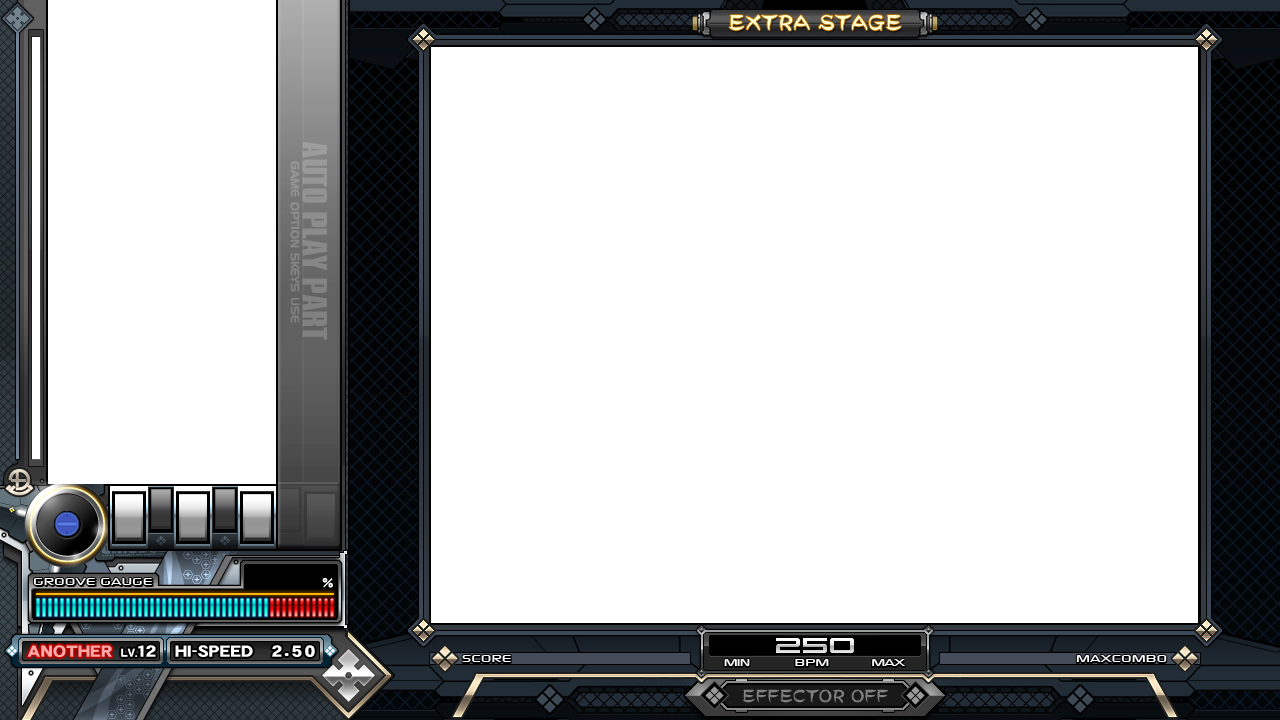 EXTRA STAGE
AUTO PLAY PART
GAME OPTION 5KEYS USE
GROOVE GAUGE
%
ANOTHER LV.12
HI-SPEED 2.50
SCORE
250
MIN BPM MAX
MAXCOMBO
EFFECTOR OFF